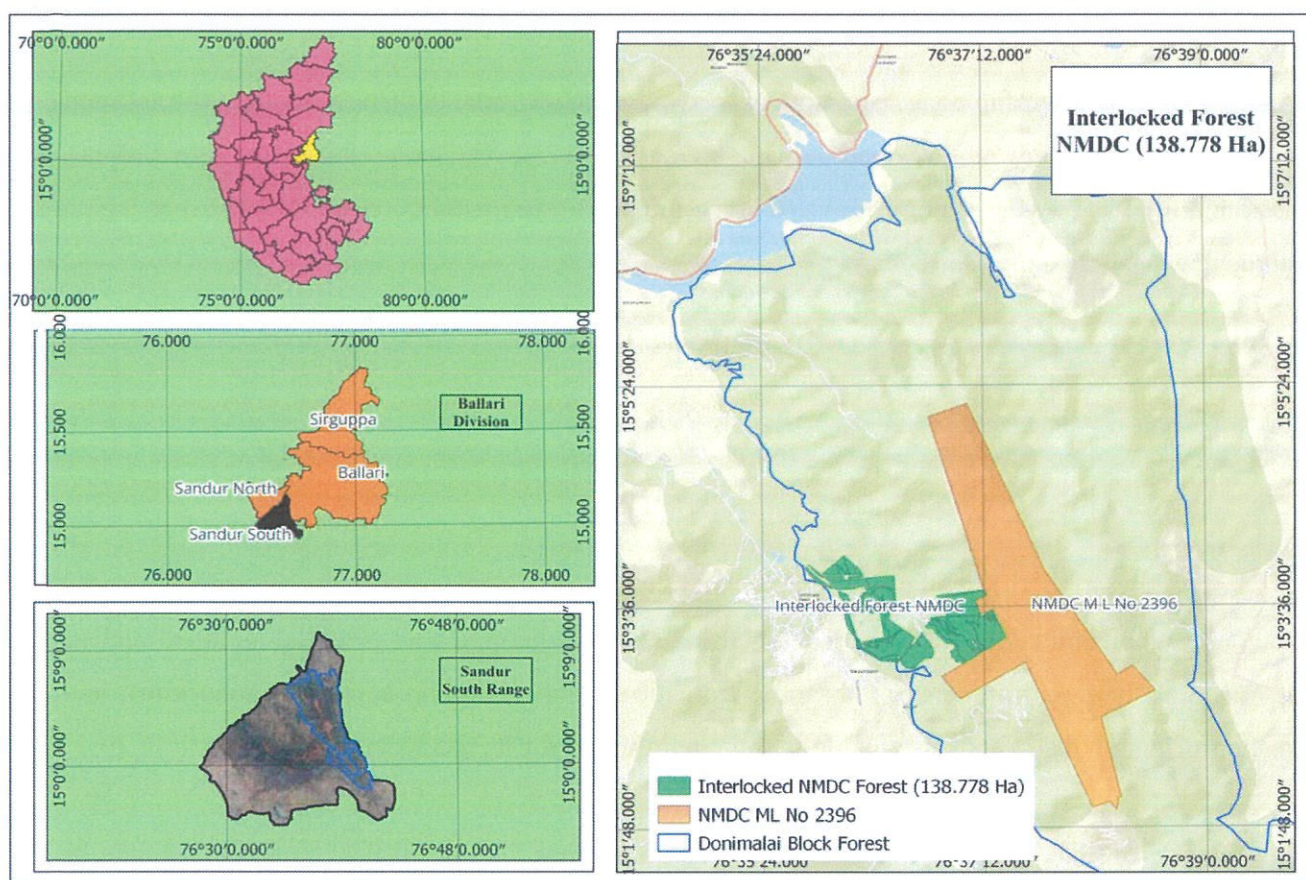 70°0'0.000"
75°0'0.000"
80°0'0.000"
15°0'0.000"
15°0'0.000"
70°0'0.000"
75°0'0.000"
80°0'0.000"
76.000
77.000
78.000
16.000
16.000
15.500
15.500
15.000
15.000
Ballari
Division
Sirguppa
Ballari
Sandur North
Sandur South
76.000
77.000
78.000
76°30'0.000"
76°48'0.000"
15°9'0.000"
15°9'0.000"
Sandur
South Range
15°0'0.000"
15°0'0.000"
76°30'0.000"
76°48'0.000"
76°35'24.000"
76°37'12.000"
76°39'0.000"
Interlocked Forest
NMDC (138.778 Ha)
15°7'12.000"
15°7'12.000"
15°5'24.000"
15°5'24.000"
15°3'36.000"
15°3'36.000"
Interlocked Forest NMDC
NMDC M L No 2396
15°1'48.000"
15°1'48.000"
Interlocked NMDC Forest (138.778 Ha)
NMDC ML No 2396
Donimalai Block Forest
76°35'24.000"
76°37'12.000"
76°39'0.000"